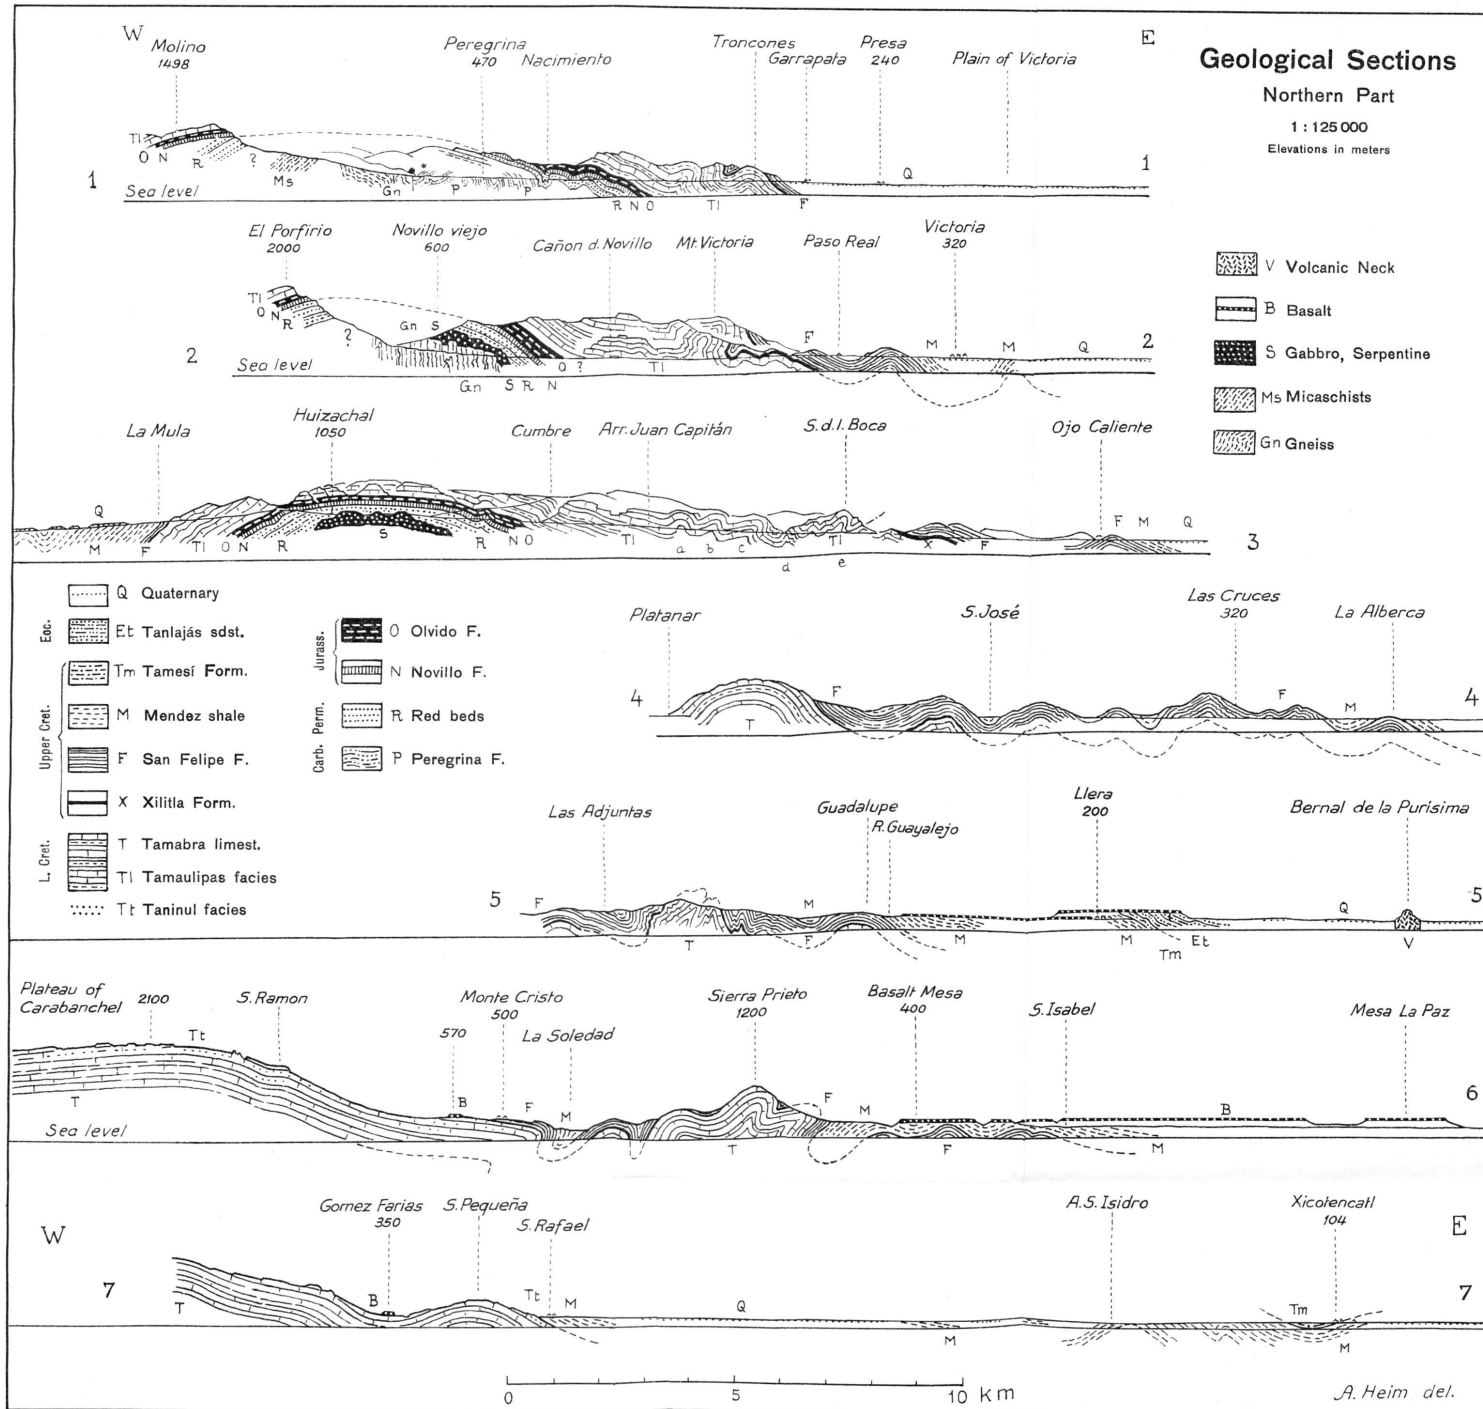 W
E
Geological Sections
Northern Part
1 : 125 000
Elevations in meters
Molino
1498
Peregrina
470
Nacimiento
Troncones
Garrapata
Presa
240
Plain of Victoria
Tl
O N R ? Ms Gn P P R N O Tl F Q
1
1
Sea level
El Porfirio
2000
Novillo viejo
600
Cañon d. Novillo
Mt. Victoria
Paso Real
Victoria
320
Tl
O N R ? Gn S F M M Q
2
2
Sea level
Gn S R N O ? Tl
V Volcanic Neck
B Basalt
S Gabbro, Serpentine
Ms Micaschists
Gn Gneiss
La Mula
Huizachal
1050
Cumbre
Arr. Juan Capitán
S.d.l. Boca
Ojo Caliente
Q
F M Q
M F Tl O N R S R N O Tl a b c d Tl e X F
3
Q Quaternary
Eoc.
Et Tanlajás sdst.
Upper Cret.
Tm Tamesí Form.
M Mendez shale
F San Felipe F.
X Xilitla Form.
L. Cret.
T Tamabra limest.
Tl Tamaulipas facies
Tt Taninul facies
Jurass.
O Olvido F.
N Novillo F.
Perm.
R Red beds
Carb.
P Peregrina F.
Platanar
S. José
Las Cruces
320
La Alberca
4
F F M
4
T
Las Adjuntas
Guadalupe
R. Guayalejo
Llera
200
Bernal de la Purísima
5
F M Q
5
T F M M Tm Et V
Plateau of
Carabanchel
2100
S. Ramon
570
Monte Cristo
500
La Soledad
Sierra Prieto
1200
Basalt Mesa
400
S. Isabel
Mesa La Paz
Tt
B F M F M B
T
6
Sea level
T F M
W
E
Gomez Farias
350
S. Pequeña
S. Rafael
A. S. Isidro
Xicotencatl
104
7
7
T B Tt M Q M Tm M
0 5 10 km
A. Heim del.